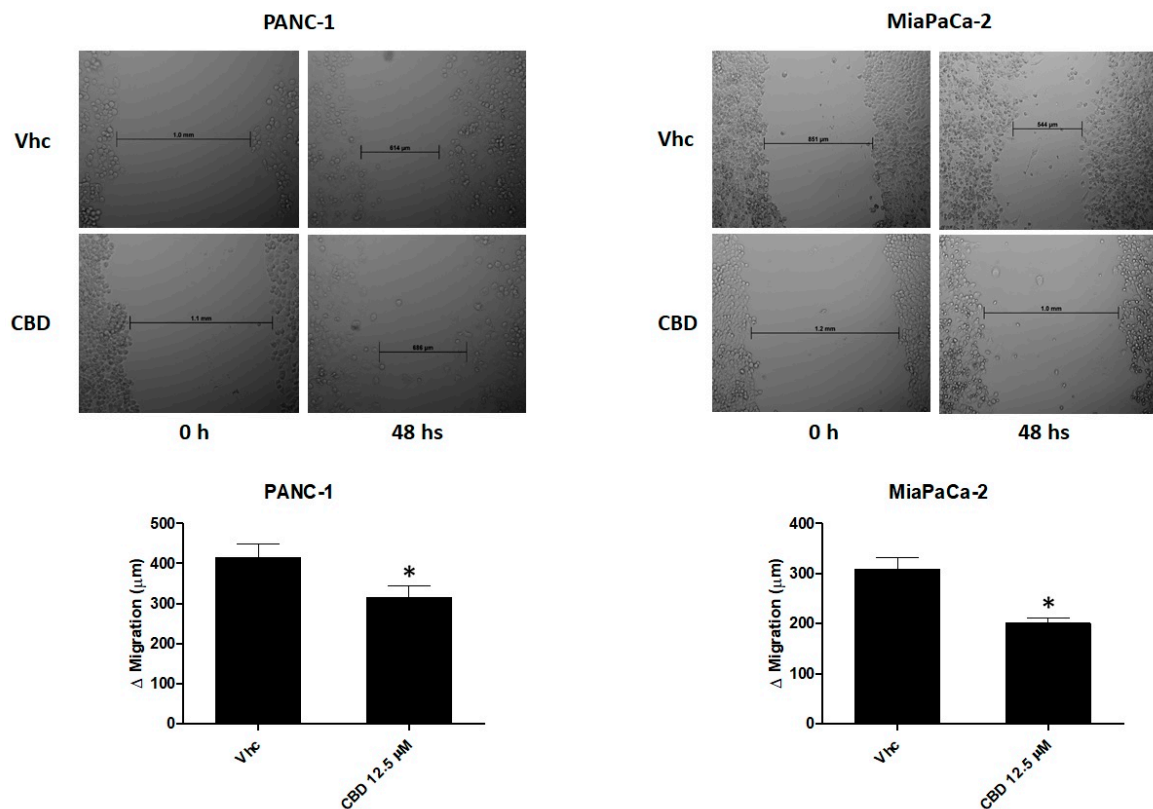 PANC-1
MiaPaCa-2
Vhc
1.0 mm
614 µm
Vhc
851 µm
544 µm
CBD
1.1 mm
688 µm
CBD
1.2 mm
1.0 mm
0 h
48 hs
0 h
48 hs
PANC-1
500
400
300
200
100
0
Δ Migration (µm)
*
Vhc
CBD 12.5 µM
MiaPaCa-2
400
300
200
100
0
Δ Migration (µm)
*
Vhc
CBD 12.5 µM